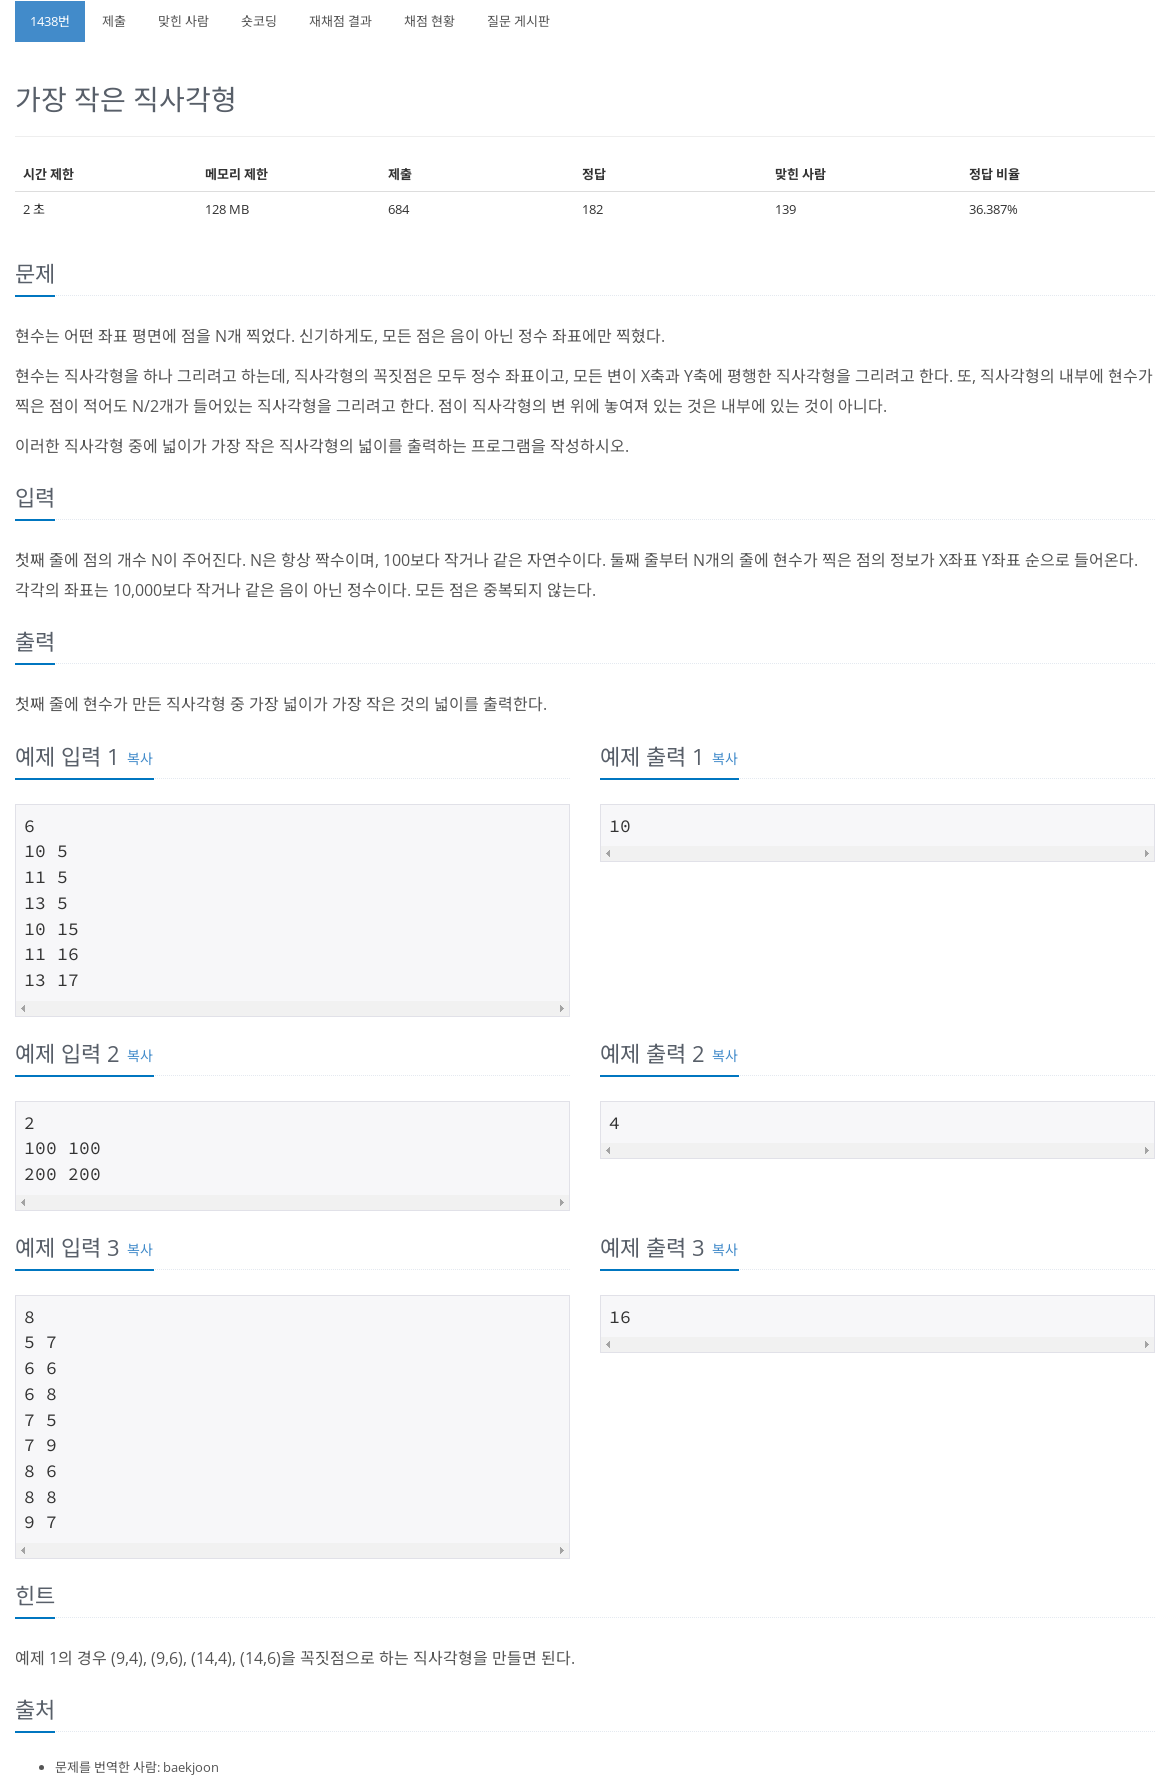 1438번 제출 맞힌 사람 숏코딩 재채점 결과 채점 현황 질문 게시판
가장 작은 직사각형
시간 제한 메모리 제한 제출 정답 맞힌 사람 정답 비율
2 초 128 MB 684 182 139 36.387%
문제
현수는 어떤 좌표 평면에 점을 N개 찍었다. 신기하게도, 모든 점은 음이 아닌 정수 좌표에만 찍혔다.
현수는 직사각형을 하나 그리려고 하는데, 직사각형의 꼭짓점은 모두 정수 좌표이고, 모든 변이 X축과 Y축에 평행한 직사각형을 그리려고 한다. 또, 직사각형의 내부에 현수가
찍은 점이 적어도 N/2개가 들어있는 직사각형을 그리려고 한다. 점이 직사각형의 변 위에 놓여져 있는 것은 내부에 있는 것이 아니다.
이러한 직사각형 중에 넓이가 가장 작은 직사각형의 넓이를 출력하는 프로그램을 작성하시오.
입력
첫째 줄에 점의 개수 N이 주어진다. N은 항상 짝수이며, 100보다 작거나 같은 자연수이다. 둘째 줄부터 N개의 줄에 현수가 찍은 점의 정보가 X좌표 Y좌표 순으로 들어온다.
각각의 좌표는 10,000보다 작거나 같은 음이 아닌 정수이다. 모든 점은 중복되지 않는다.
출력
첫째 줄에 현수가 만든 직사각형 중 가장 넓이가 가장 작은 것의 넓이를 출력한다.
예제 입력 1 복사
6
10 5
11 5
13 5
10 15
11 16
13 17
예제 출력 1 복사
10
예제 입력 2 복사
2
100 100
200 200
예제 출력 2 복사
4
예제 입력 3 복사
8
5 7
6 6
6 8
7 5
7 9
8 6
8 8
9 7
예제 출력 3 복사
16
힌트
예제 1의 경우 (9,4), (9,6), (14,4), (14,6)을 꼭짓점으로 하는 직사각형을 만들면 된다.
출처
문제를 번역한 사람: baekjoon